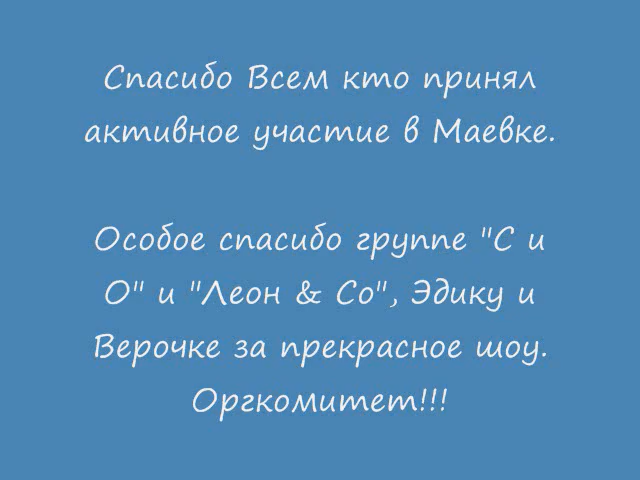 Спасибо Всем кто принял
активное участие в Маевке.
Особое спасибо группе "С и
О" и "Леон & Со", Эдику и
Верочке за прекрасное шоу.
Оргкомитет!!!